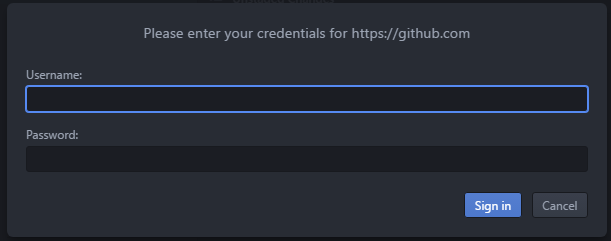 Please enter your credentials for https://github.com
Username:
Password:
Sign in
Cancel